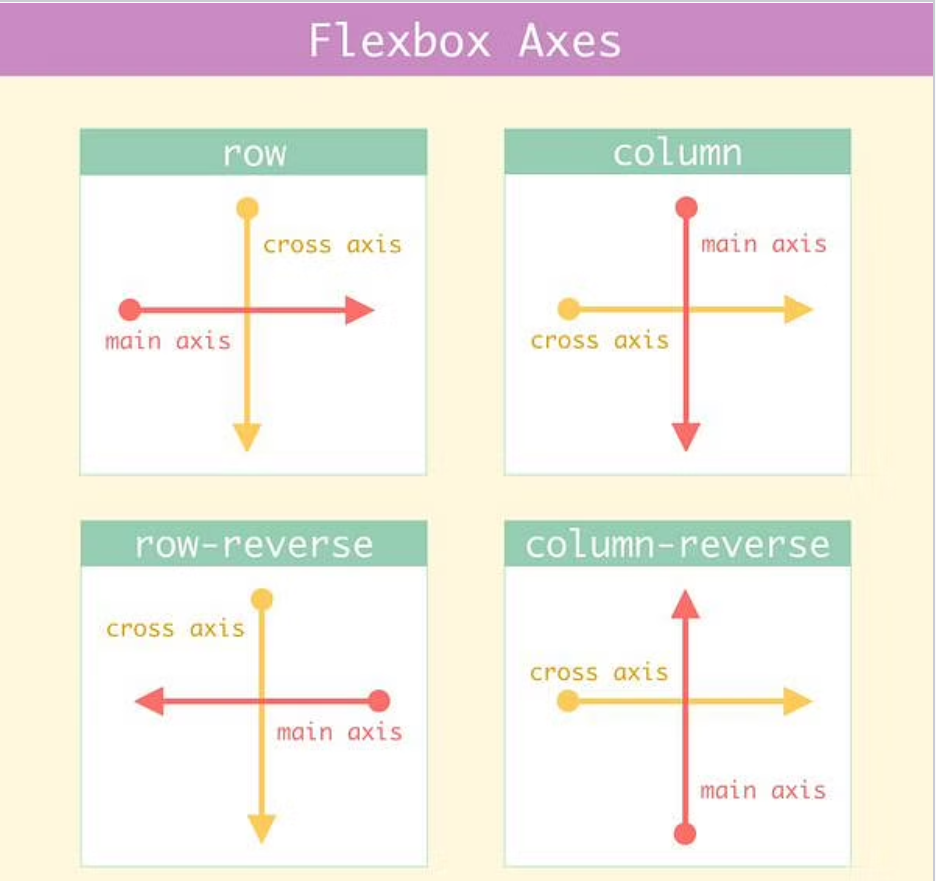 Flexbox Axes
row
cross axis
main axis
column
main axis
cross axis
row-reverse
cross axis
main axis
column-reverse
cross axis
main axis